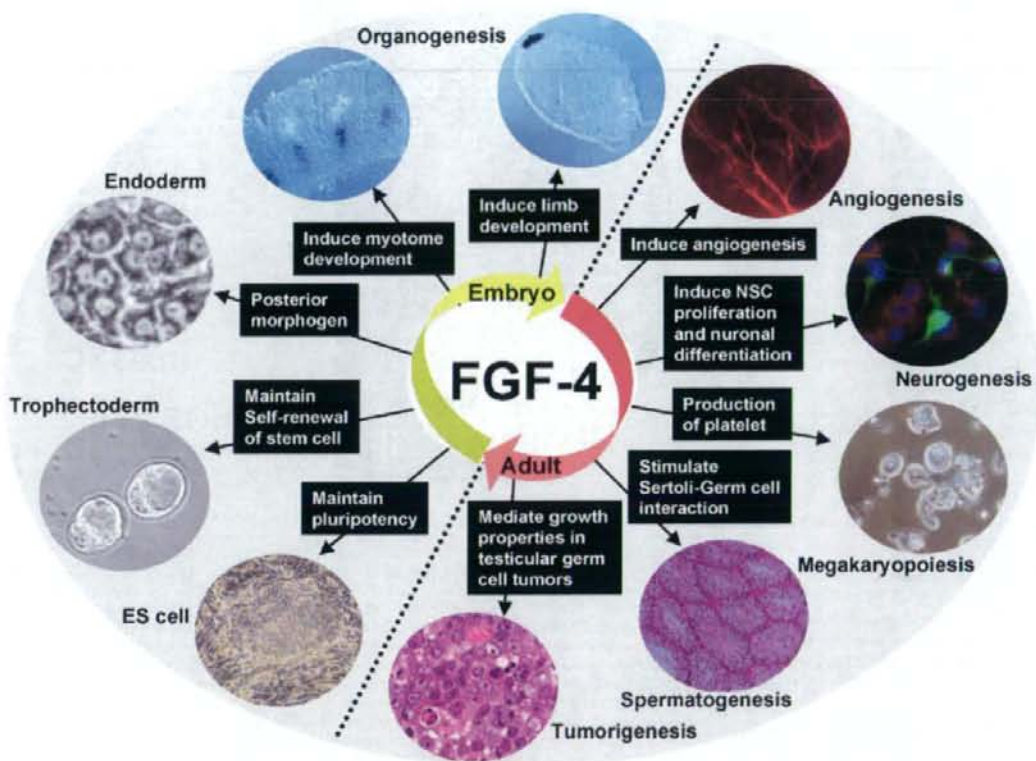 Organogenesis
Endoderm
Angiogenesis
Induce myotome
development
Induce limb
development
Induce angiogenesis
Posterior
morphogen
Embryo
Induce NSC
proliferation
and nuronal
differentiation
FGF-4
Neurogenesis
Trophectoderm
Maintain
Self-renewal
of stem cell
Production
of platelet
Adult
Maintain
pluripotency
Stimulate
Sertoli-Germ cell
interaction
Mediate growth
properties in
testicular germ
cell tumors
Megakaryopoiesis
ES cell
Spermatogenesis
Tumorigenesis